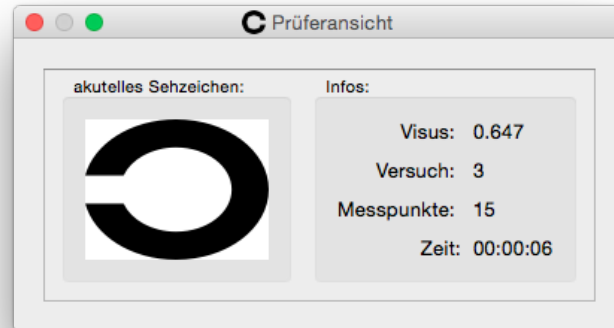 Prüferansicht
akutelles Sehzeichen:
Infos:
Visus: 0.647
Versuch: 3
Messpunkte: 15
Zeit: 00:00:06